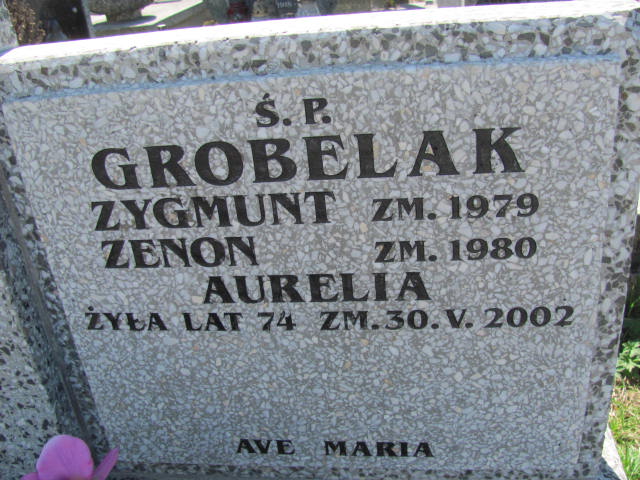 Ś. P.
GROBELAK
ZYGMUNT ZM. 1979
ZENON ZM. 1980
AURELIA
ŻYŁA LAT 74 ZM. 30. V. 2002
AVE MARIA